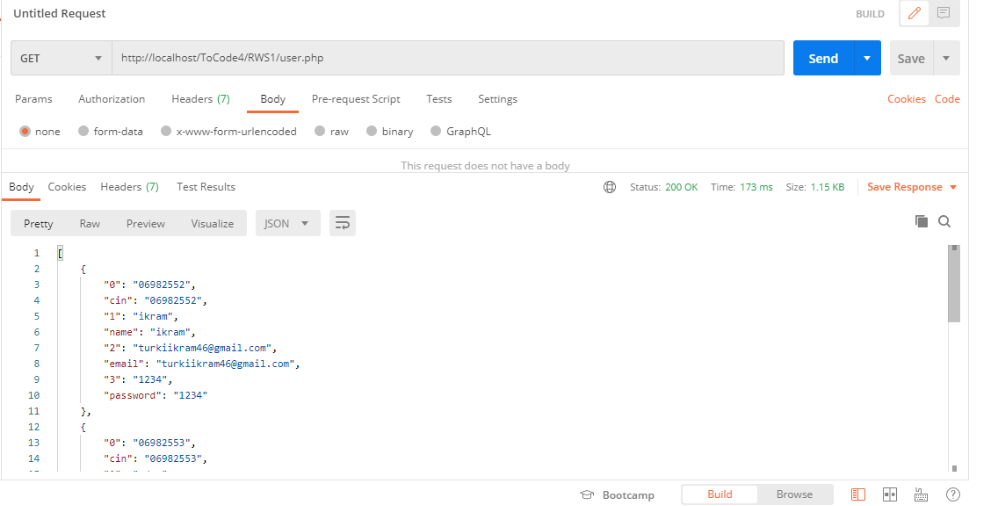 Untitled Request BUILD
GET http://localhost/ToCode4/RWS1/user.php Send Save
Params Authorization Headers (7) Body Pre-request Script Tests Settings Cookies Code
none form-data x-www-form-urlencoded raw binary GraphQL
This request does not have a body
Body Cookies Headers (7) Test Results Status: 200 OK Time: 173 ms Size: 1.15 KB Save Response
Pretty Raw Preview Visualize JSON
1 [
2 {
3 "0": "06982552",
4 "cin": "06982552",
5 "1": "ikram",
6 "name": "ikram",
7 "2": "turkiikram46@gmail.com",
8 "email": "turkiikram46@gmail.com",
9 "3": "1234",
10 "password": "1234"
11 },
12 {
13 "0": "06982553",
14 "cin": "06982553",
Bootcamp Build Browse